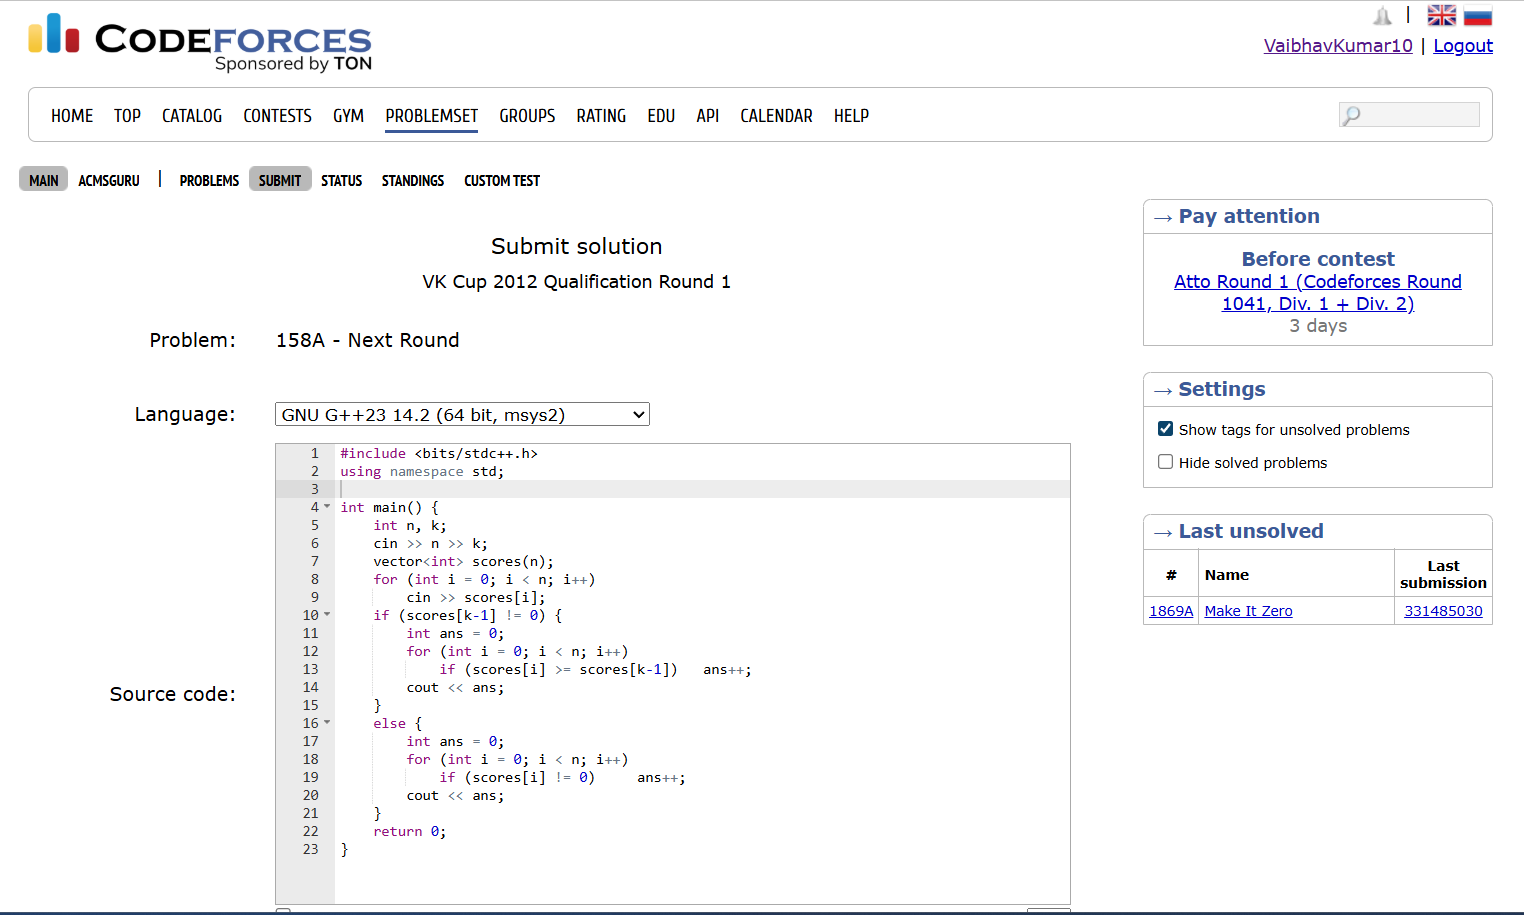 CODEFORCES
Sponsored by TON
VaibhavKumar10 | Logout
HOME TOP CATALOG CONTESTS GYM PROBLEMSET GROUPS RATING EDU API CALENDAR HELP
MAIN ACMSGURU | PROBLEMS SUBMIT STATUS STANDINGS CUSTOM TEST
Submit solution
VK Cup 2012 Qualification Round 1
Problem: 158A - Next Round
Language: GNU G++23 14.2 (64 bit, msys2)
Source code:
1 #include <bits/stdc++.h>
2 using namespace std;
3
4 int main() {
5     int n, k;
6     cin >> n >> k;
7     vector<int> scores(n);
8     for (int i = 0; i < n; i++)
9         cin >> scores[i];
10     if (scores[k-1] != 0) {
11         int ans = 0;
12         for (int i = 0; i < n; i++)
13             if (scores[i] >= scores[k-1])   ans++;
14         cout << ans;
15     }
16     else {
17         int ans = 0;
18         for (int i = 0; i < n; i++)
19             if (scores[i] != 0)     ans++;
20         cout << ans;
21     }
22     return 0;
23 }
→ Pay attention
Before contest
Atto Round 1 (Codeforces Round
1041, Div. 1 + Div. 2)
3 days
→ Settings
Show tags for unsolved problems
Hide solved problems
→ Last unsolved
# Name Last submission
1869A Make It Zero 331485030